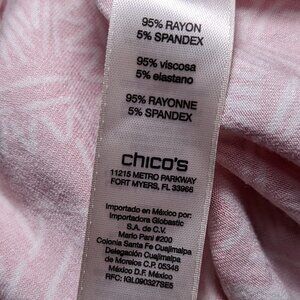 95% RAYON
5% SPANDEX
95% viscosa
5% elastano
95% RAYONNE
5% SPANDEX
chico's
11215 METRO PARKWAY
FORT MYERS, FL 33966
Importado en México por:
Importadora Globastic
S.A. de C.V.
Mario Pani #200
Colonia Santa Fe Cuajimalpa
Delegación Cuajimalpa
de Morelos C.P. 05348
México D.F. México
RFC: IGL090327SE5